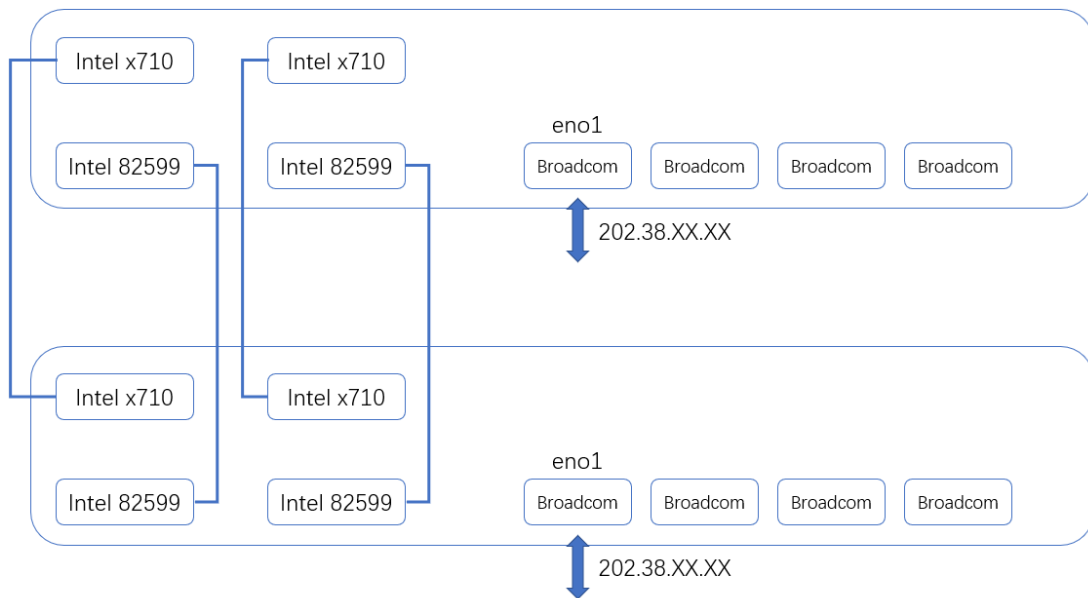 Intel x710
Intel x710
eno1
Intel 82599
Intel 82599
Broadcom
Broadcom
Broadcom
Broadcom
202.38.XX.XX
Intel x710
Intel x710
eno1
Intel 82599
Intel 82599
Broadcom
Broadcom
Broadcom
Broadcom
202.38.XX.XX